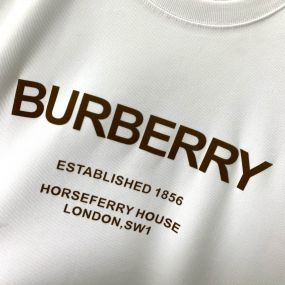 BURBERRY
ESTABLISHED 1856
HORSEFERRY HOUSE
LONDON,SW1